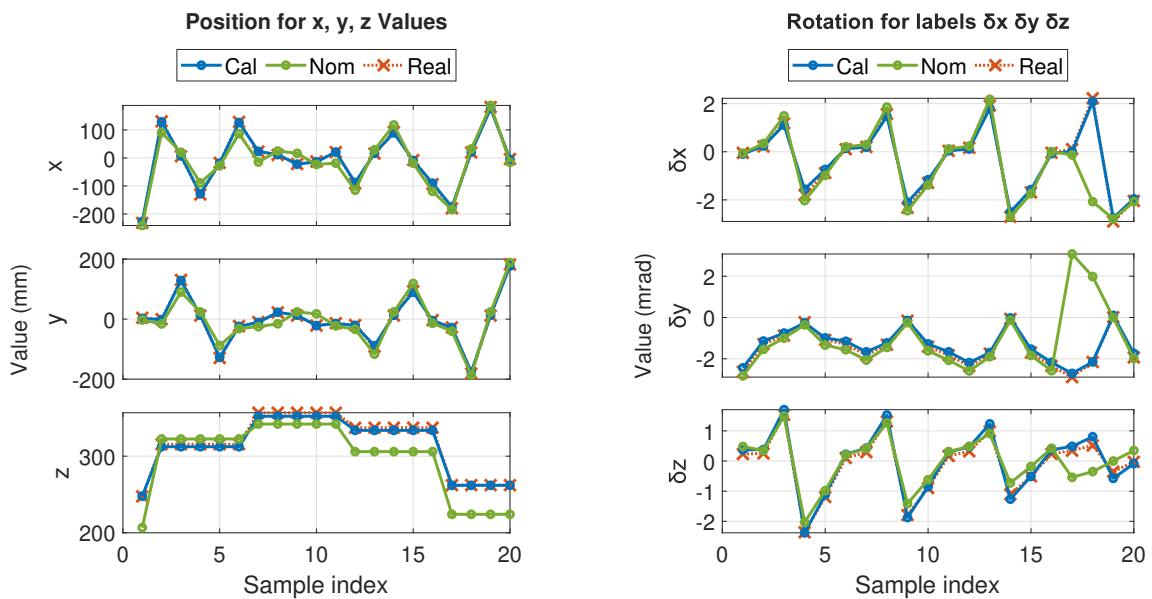 Position for x, y, z Values
Cal Nom Real
100
0
-100
-200
x
200
0
-200
y
Value (mm)
300
200
z
0 5 10 15 20
Sample index
Rotation for labels δx δy δz
Cal Nom Real
2
0
-2
δx
2
0
-2
δy
Value (mrad)
1
0
-1
-2
δz
0 5 10 15 20
Sample index